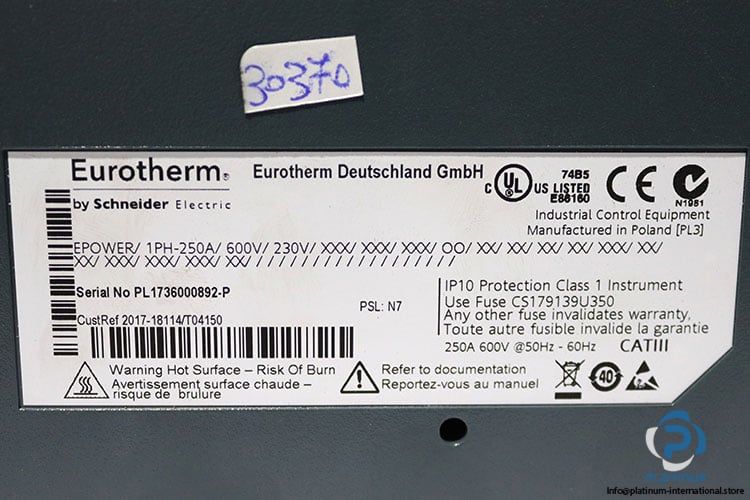 30370
Eurotherm®
by Schneider Electric
Eurotherm Deutschland GmbH
C UL US LISTED
74B5
E86160
CE
N1981
Industrial Control Equipment
Manufactured in Poland [PL3]
EPOWER/ 1PH-250A/ 600V/ 230V/ XXX/ XXX/ XXX/ OO/ XX/ XX/ XX/ XX/ XXX/ XX/
XX/ XXX/ XXX/ XXX/ XX/ / / / / / / / / / / / / / / / / / / / /
Serial No PL1736000892-P
PSL: N7
CustRef 2017-18114/T04150
IP10 Protection Class 1 Instrument
Use Fuse CS179139U350
Any other fuse invalidates warranty,
Toute autre fusible invalide la garantie
250A 600V @50Hz - 60Hz CATIII
Warning Hot Surface – Risk Of Burn
Avertissement surface chaude –
risque de brulure
Refer to documentation
Reportez-vous au manuel
40
PLATINUM
Info@platinum-international.store